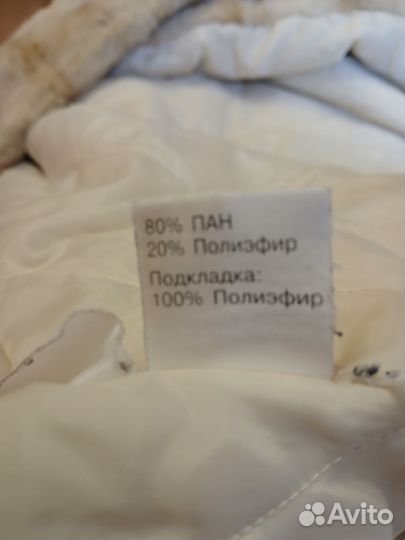 80% ПАН
20% Полиэфир
Подкладка:
100% Полиэфир
Avito